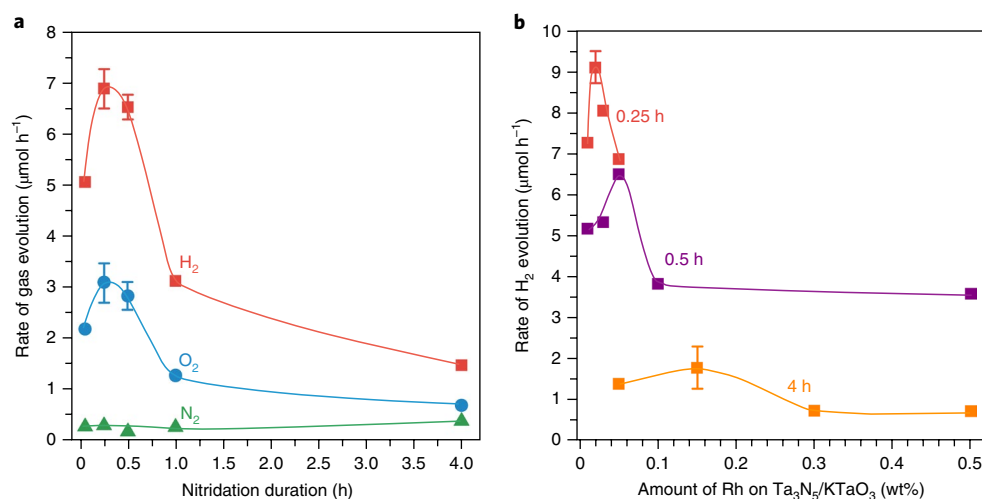 a
Rate of gas evolution (μmol h⁻¹)
8
7
6
5
4
3
2
1
0
H₂
O₂
N₂
0 0.5 1.0 1.5 2.0 2.5 3.0 3.5 4.0
Nitridation duration (h)
b
Rate of H₂ evolution (μmol h⁻¹)
10
9
8
7
6
5
4
3
2
1
0
0.25 h
0.5 h
4 h
0 0.1 0.2 0.3 0.4 0.5
Amount of Rh on Ta₃N₅/KTaO₃ (wt%)